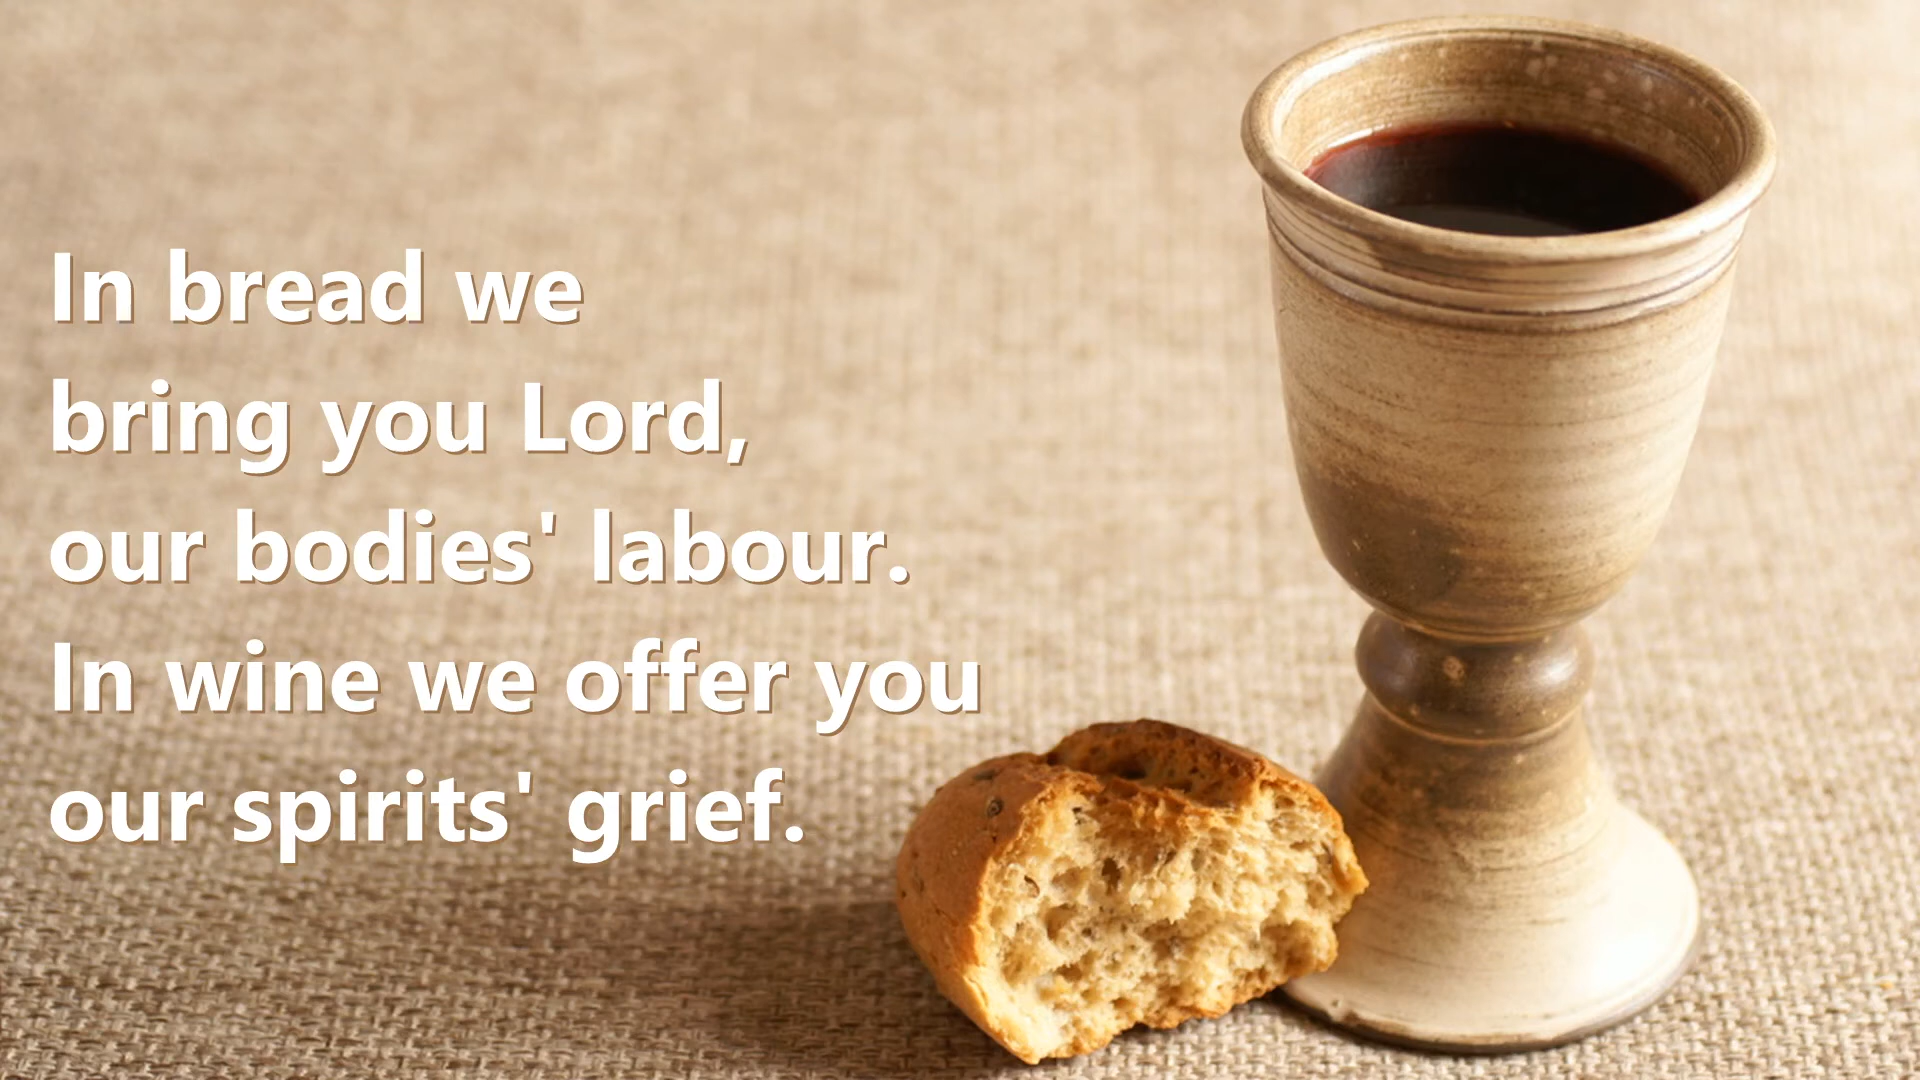 In bread we
bring you Lord,
our bodies' labour.
In wine we offer you
our spirits' grief.